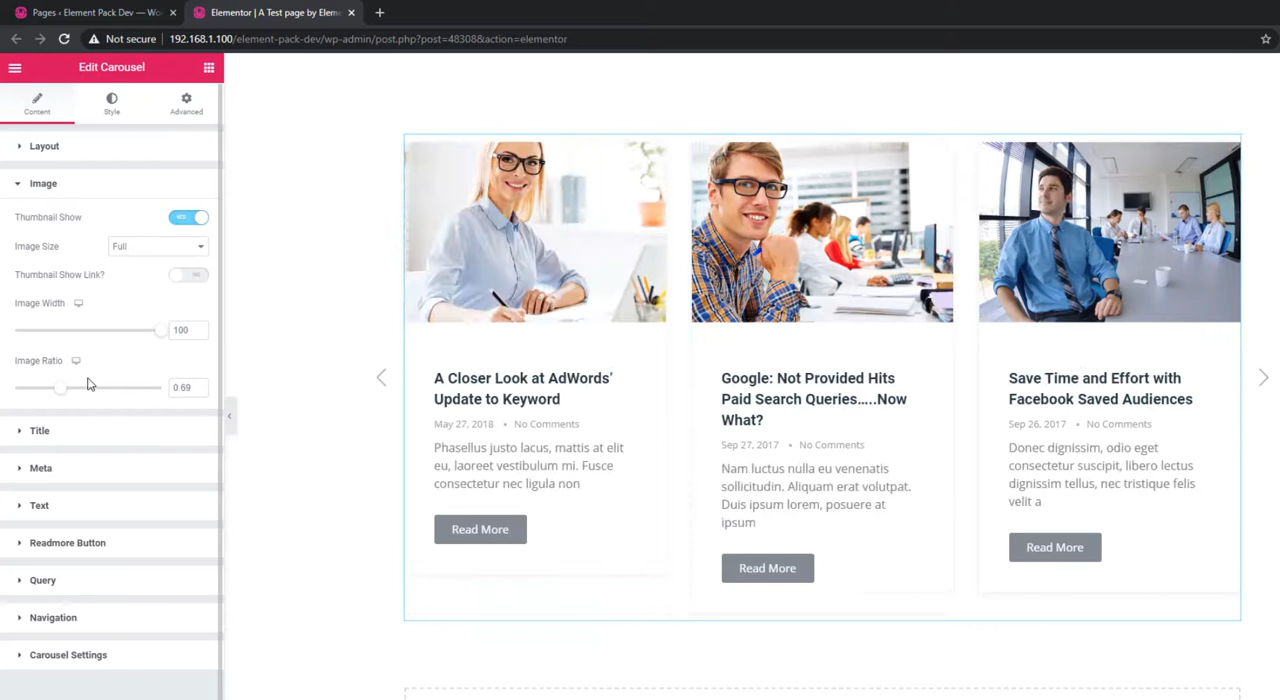 Pages ‹ Element Pack Dev — Wo
Elementor | A Test page by Eleme
Not secure
192.168.1.100/element-pack-dev/wp-admin/post.php?post=48308&action=elementor
Edit Carousel
Content
Style
Advanced
Layout
Image
Thumbnail Show
Image Size
Full
Thumbnail Show Link?
Image Width
100
Image Ratio
0.69
Title
Meta
Text
Readmore Button
Query
Navigation
Carousel Settings
A Closer Look at AdWords’
Update to Keyword
May 27, 2018 • No Comments
Phasellus justo lacus, mattis at elit
eu, laoreet vestibulum mi. Fusce
consectetur nec ligula non
Read More
Google: Not Provided Hits
Paid Search Queries…..Now
What?
Sep 27, 2017 • No Comments
Nam luctus nulla eu venenatis
sollicitudin. Aliquam erat volutpat.
Duis ipsum lorem, posuere at
ipsum
Read More
Save Time and Effort with
Facebook Saved Audiences
Sep 26, 2017 • No Comments
Donec dignissim, odio eget
consectetur suscipit, libero lectus
dignissim tellus, nec tristique felis
velit a
Read More